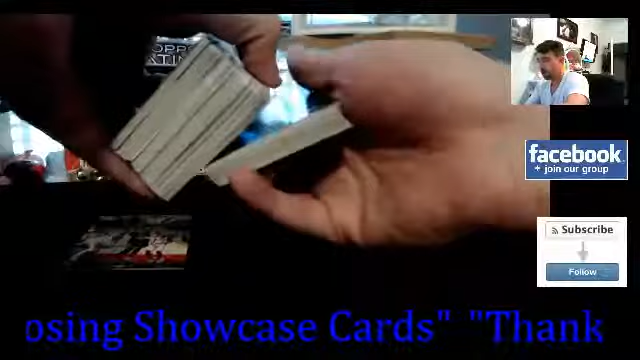 facebook
+ join our group
Subscribe
Follow
osing Showcase Cards" "Thank